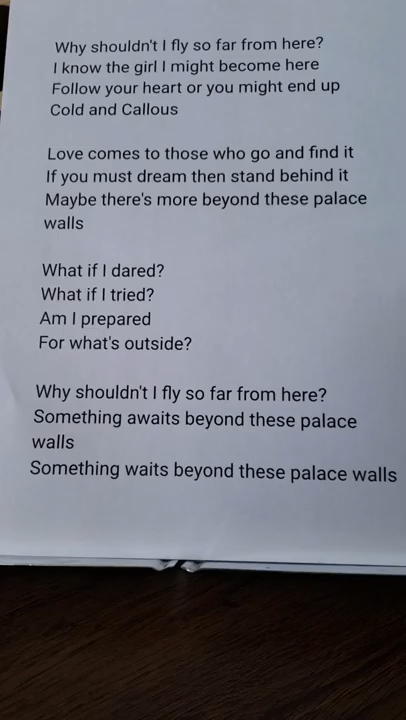 Why shouldn't I fly so far from here?
I know the girl I might become here
Follow your heart or you might end up
Cold and Callous
Love comes to those who go and find it
If you must dream then stand behind it
Maybe there's more beyond these palace
walls
What if I dared?
What if I tried?
Am I prepared
For what's outside?
Why shouldn't I fly so far from here?
Something awaits beyond these palace
walls
Something waits beyond these palace walls